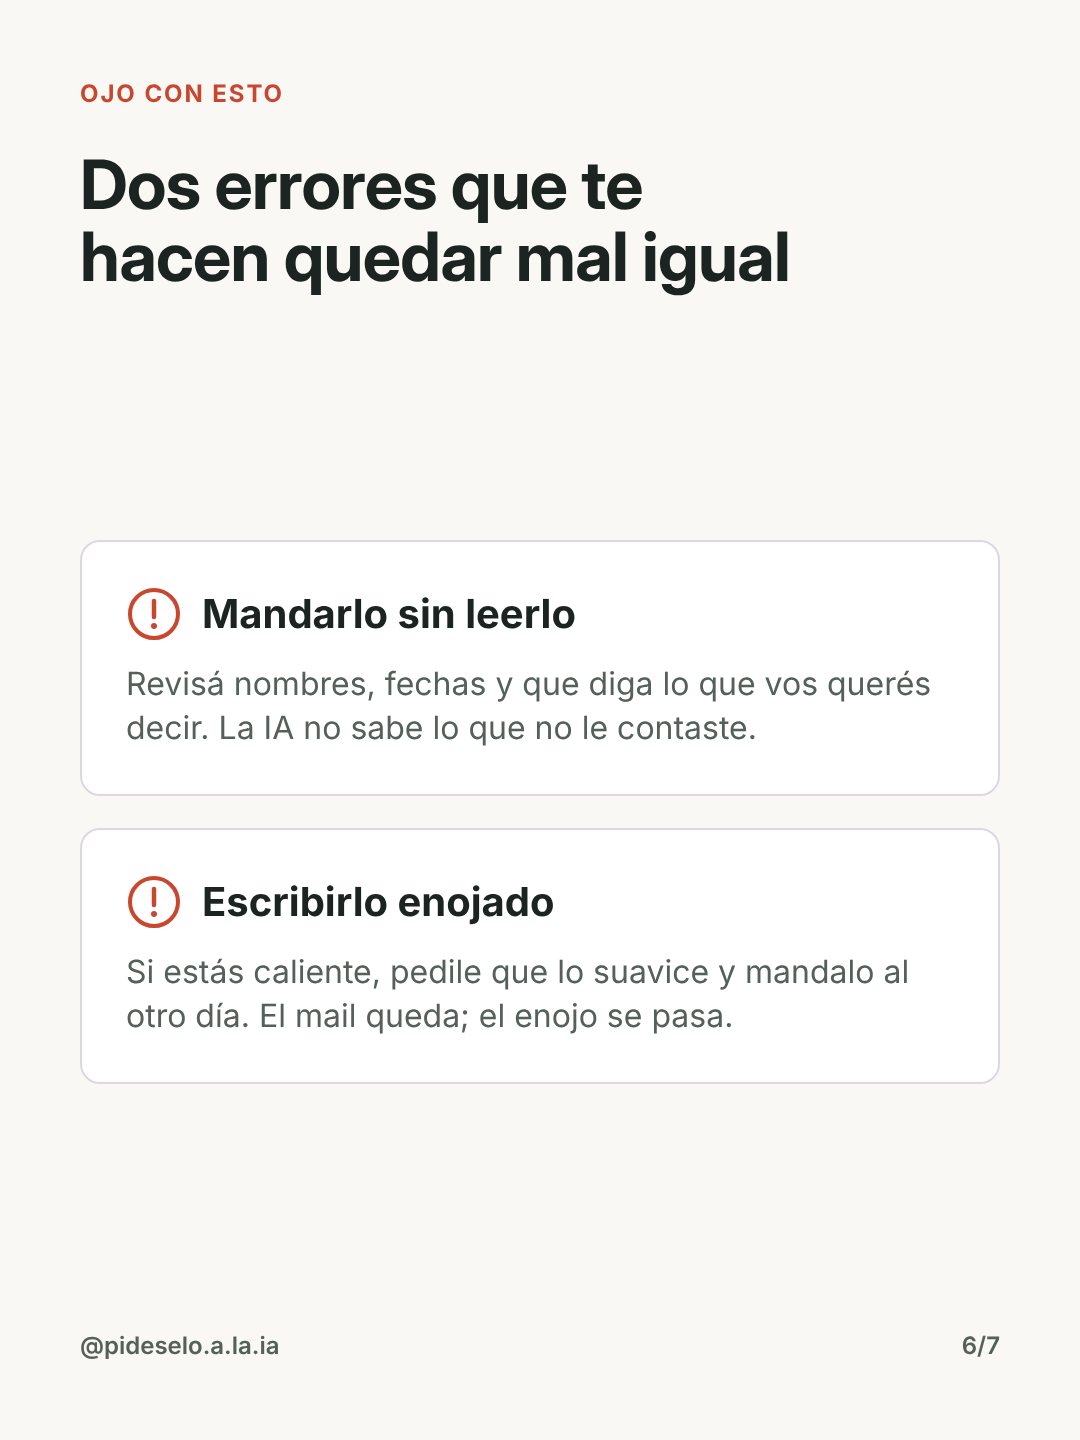 OJO CON ESTO
Dos errores que te
hacen quedar mal igual
Mandarlo sin leerlo
Revisá nombres, fechas y que diga lo que vos querés
decir. La IA no sabe lo que no le contaste.
Escribirlo enojado
Si estás caliente, pedile que lo suavice y mandalo al
otro día. El mail queda; el enojo se pasa.
@pideselo.a.la.ia
6/7